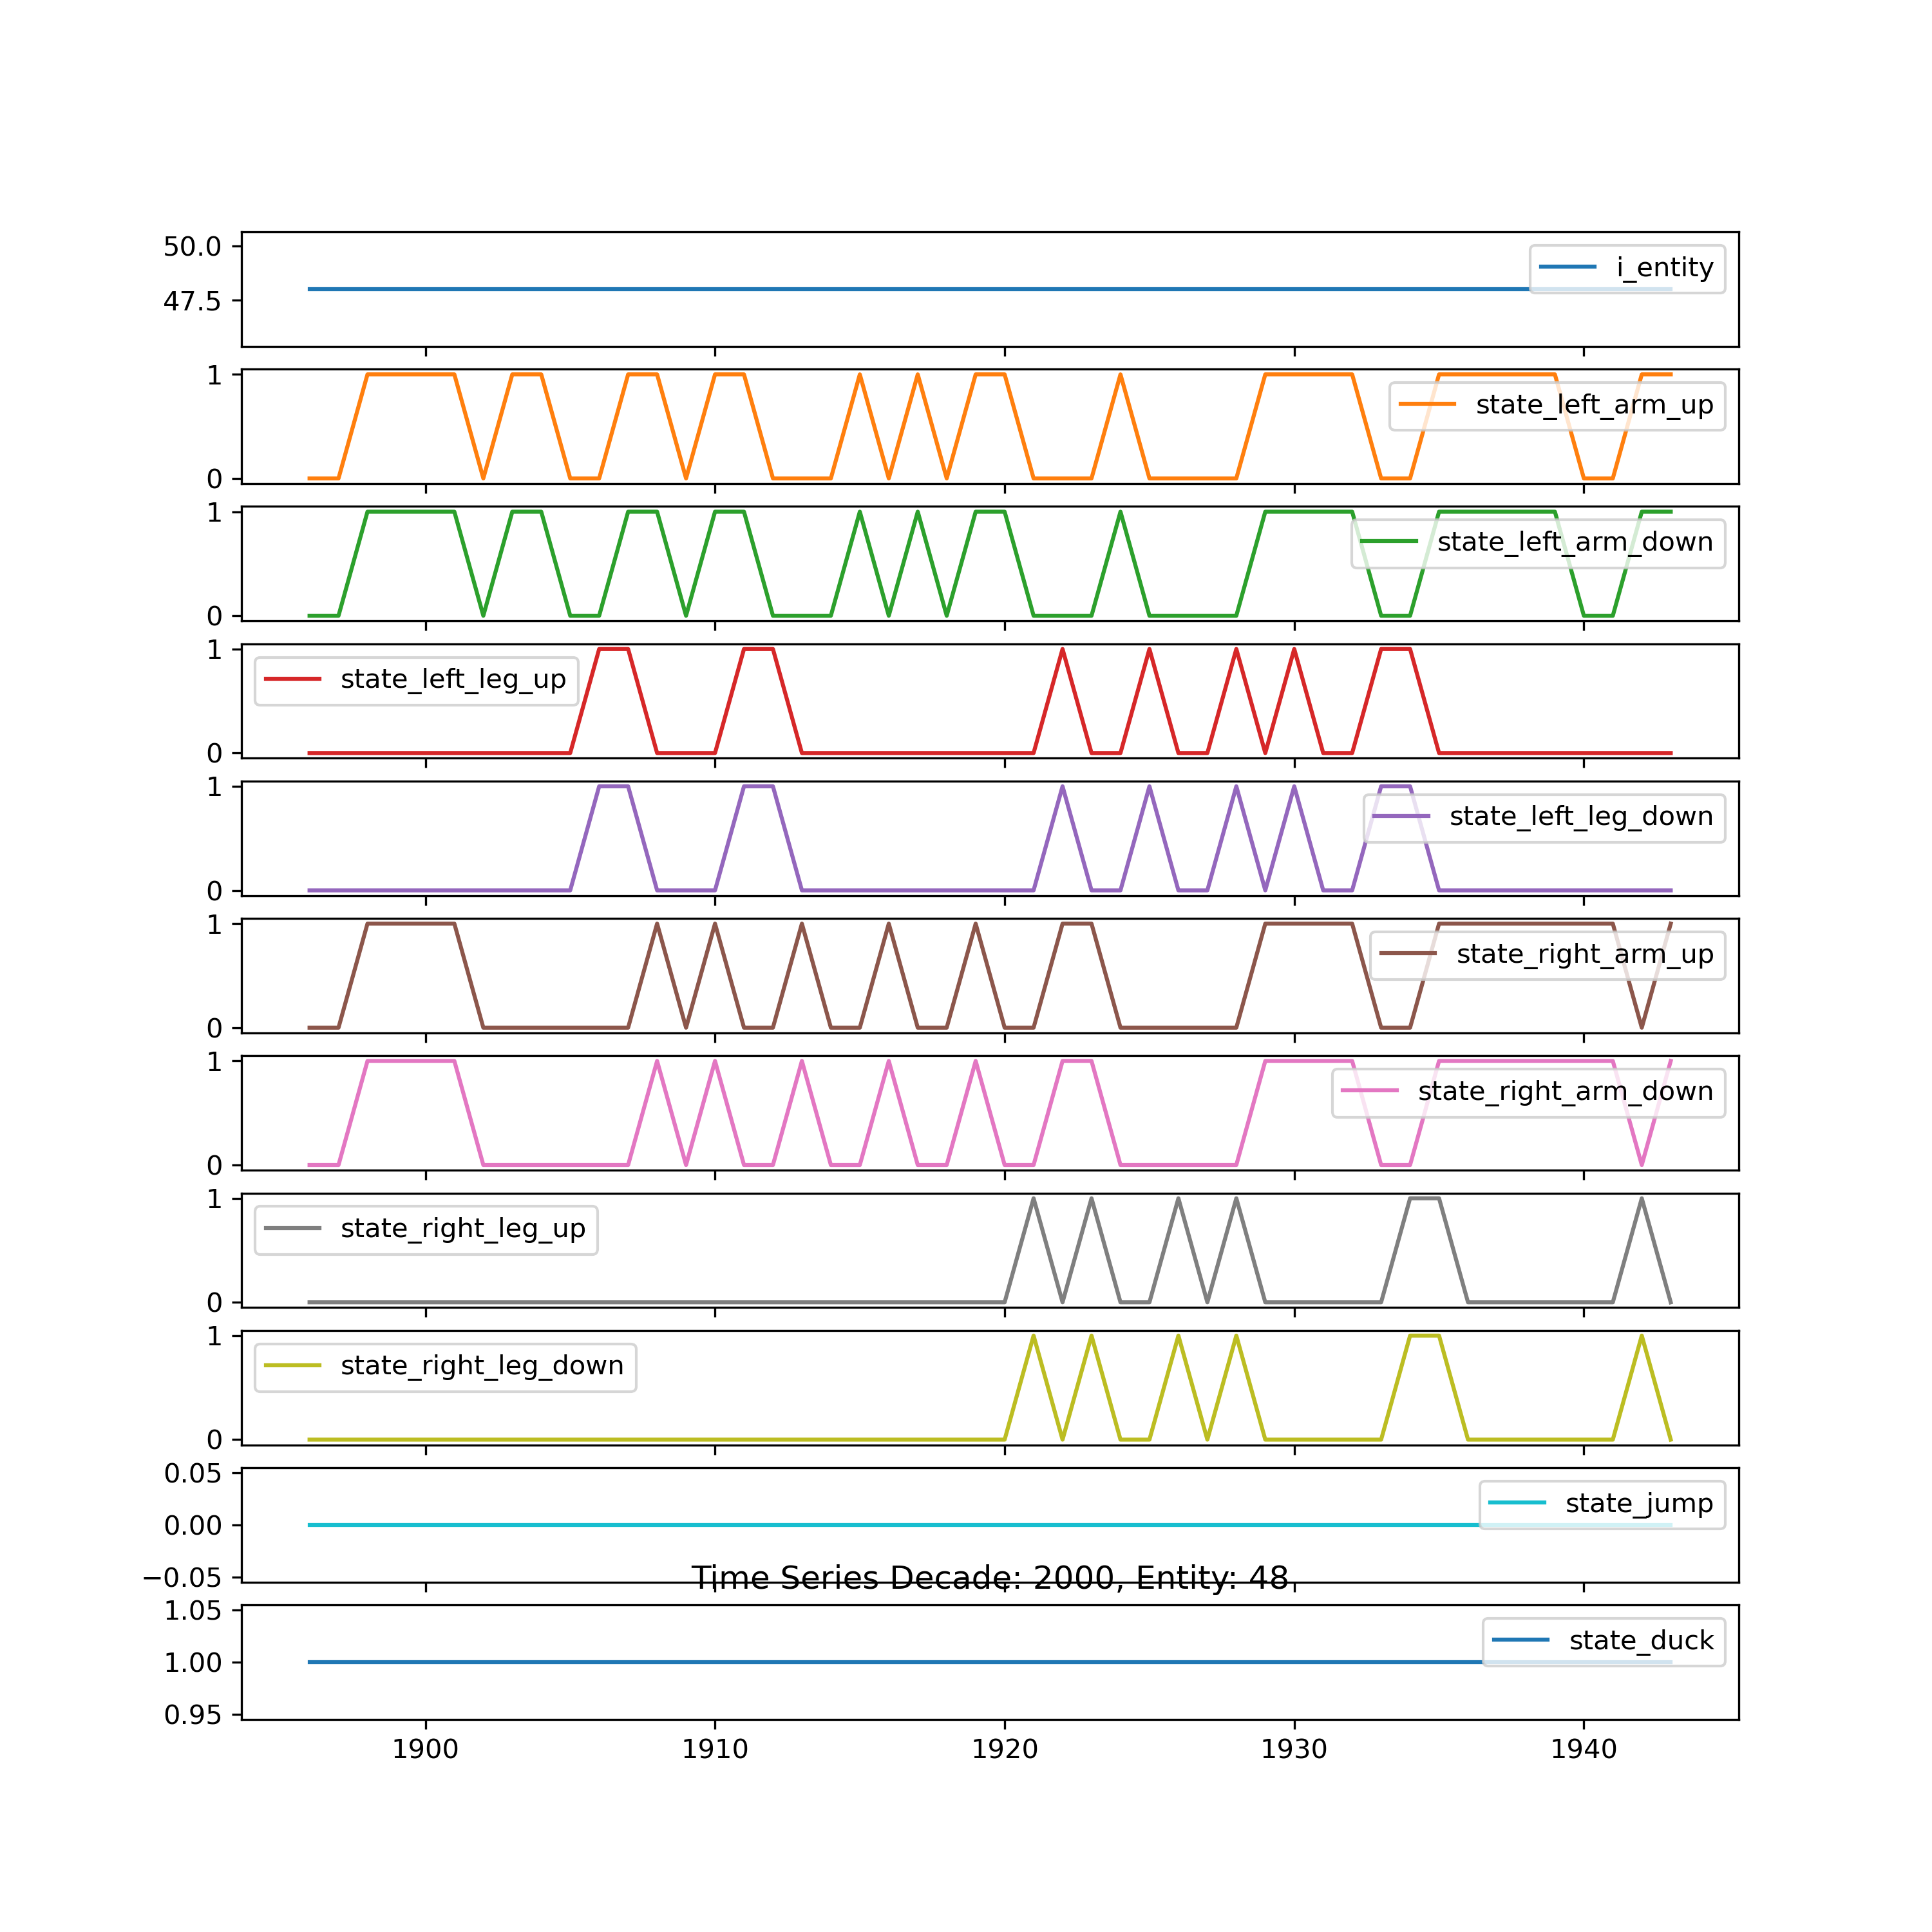 50.0
47.5
i_entity
1
0
state_left_arm_up
1
0
state_left_arm_down
1
0
state_left_leg_up
1
0
state_left_leg_down
1
0
state_right_arm_up
1
0
state_right_arm_down
1
0
state_right_leg_up
1
0
state_right_leg_down
0.05
0.00
−0.05
state_jump
Time Series Decade: 2000, Entity: 48
1.05
1.00
0.95
state_duck
1900 1910 1920 1930 1940